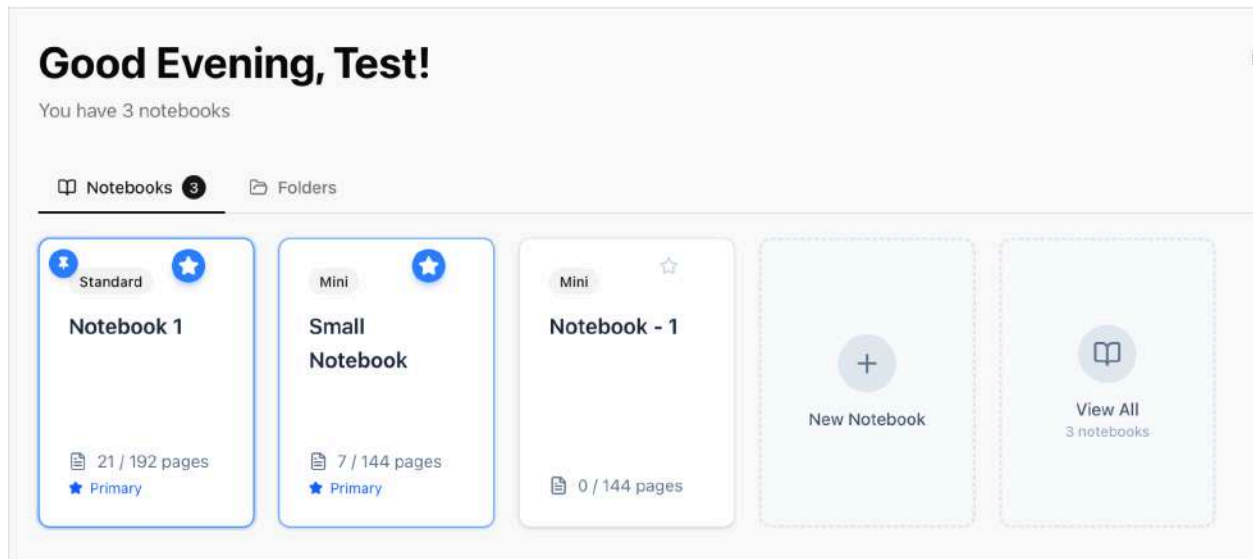 Good Evening, Test!
You have 3 notebooks
Notebooks 3
Folders
Standard
Notebook 1
21 / 192 pages
Primary
Mini
Small
Notebook
7 / 144 pages
Primary
Mini
Notebook - 1
0 / 144 pages
New Notebook
View All
3 notebooks